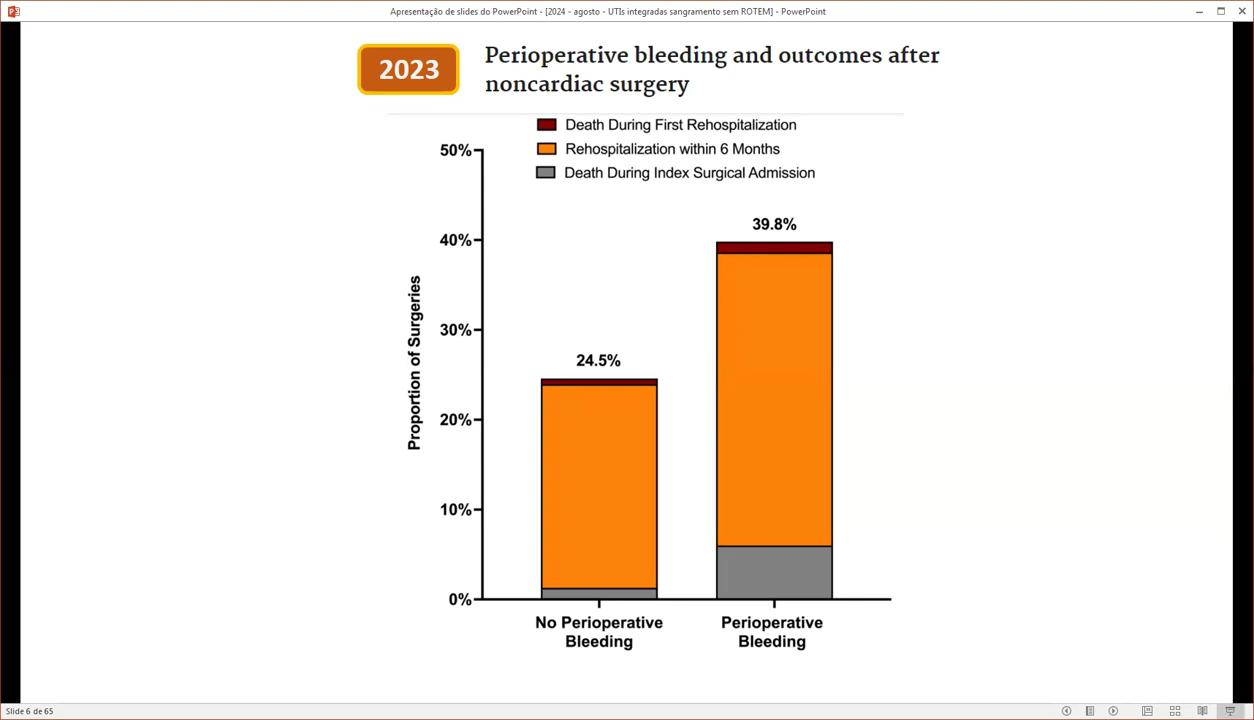 Apresentação de slides do PowerPoint - [2024 - agosto - UTIs integradas sangramento sem ROTEM] - PowerPoint
2023
Perioperative bleeding and outcomes after
noncardiac surgery
Death During First Rehospitalization
Rehospitalization within 6 Months
Death During Index Surgical Admission
Proportion of Surgeries
50%
40%
30%
20%
10%
0%
24.5%
39.8%
No Perioperative
Bleeding
Perioperative
Bleeding
Slide 6 de 65